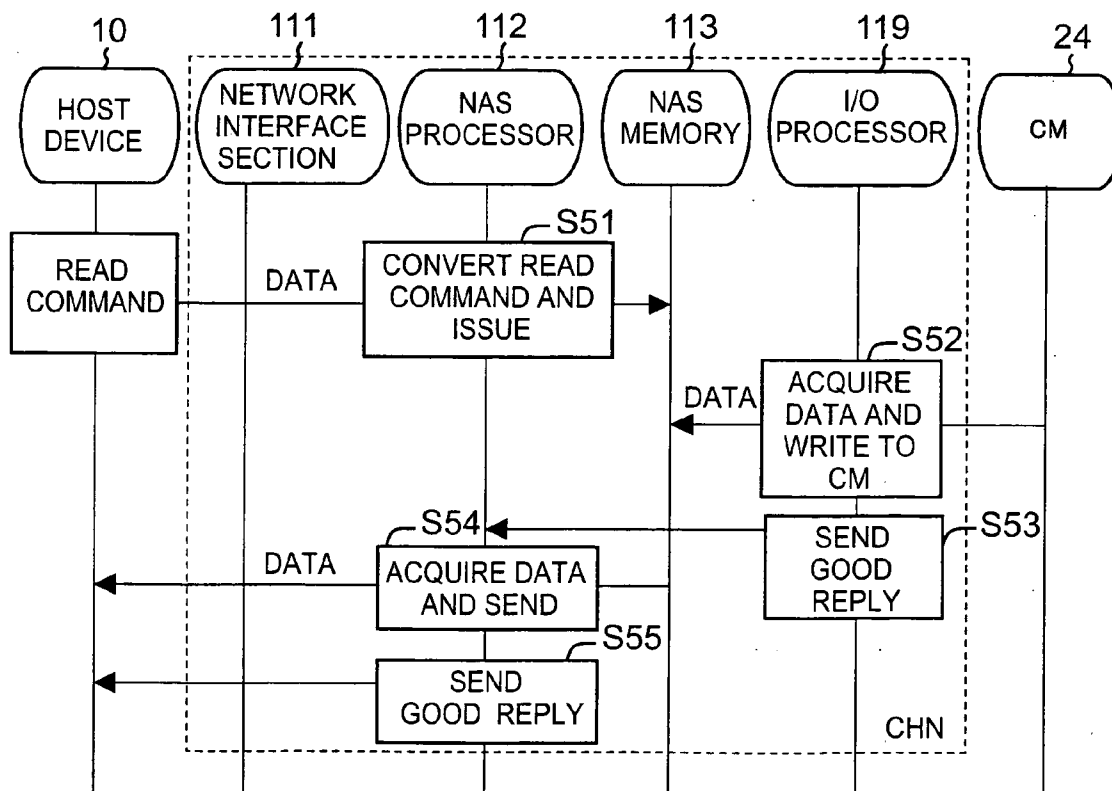 10
111
112
113
119
24
HOST
DEVICE
NETWORK
INTERFACE
SECTION
NAS
PROCESSOR
NAS
MEMORY
I/O
PROCESSOR
CM
READ
COMMAND
DATA
S51
CONVERT READ
COMMAND AND
ISSUE
S52
DATA
ACQUIRE
DATA AND
WRITE TO
CM
S53
SEND
GOOD
REPLY
S54
DATA
ACQUIRE DATA
AND SEND
S55
SEND
GOOD REPLY
CHN